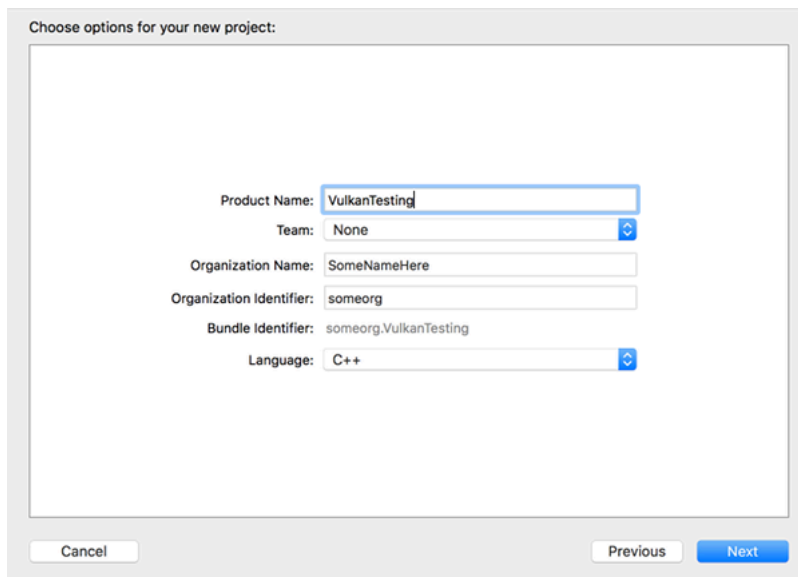 Choose options for your new project:
Product Name: VulkanTesting
Team: None
Organization Name: SomeNameHere
Organization Identifier: someorg
Bundle Identifier: someorg.VulkanTesting
Language: C++
Cancel Previous Next